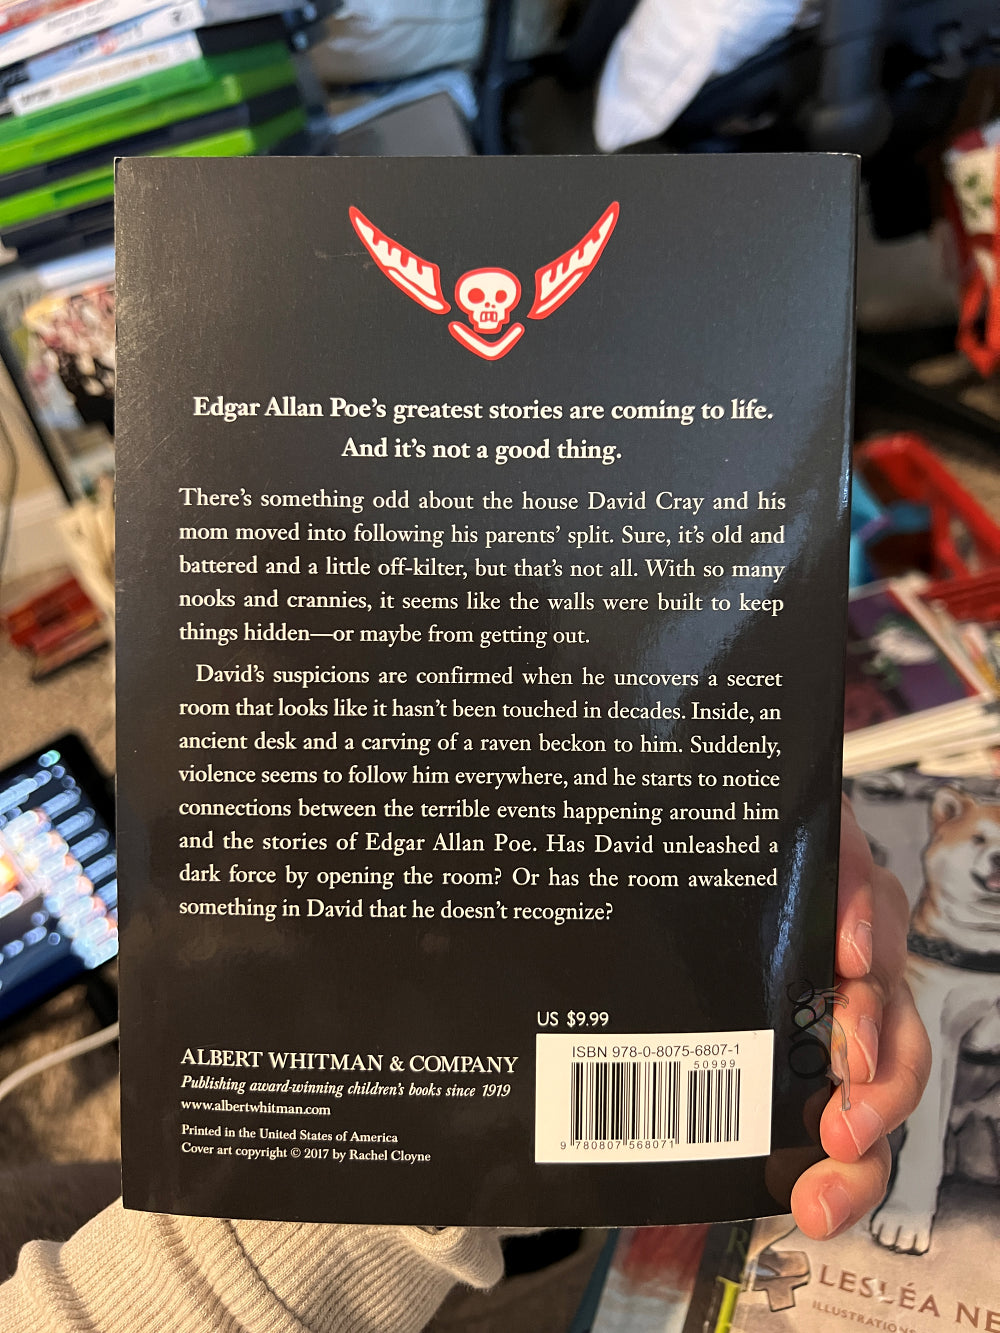 Edgar Allan Poe's greatest stories are coming to life.
And it's not a good thing.
There's something odd about the house David Cray and his
mom moved into following his parents' split. Sure, it's old and
battered and a little off-kilter, but that's not all. With so many
nooks and crannies, it seems like the walls were built to keep
things hidden—or maybe from getting out.
David's suspicions are confirmed when he uncovers a secret
room that looks like it hasn't been touched in decades. Inside, an
ancient desk and a carving of a raven beckon to him. Suddenly,
violence seems to follow him everywhere, and he starts to notice
connections between the terrible events happening around him
and the stories of Edgar Allan Poe. Has David unleashed a
dark force by opening the room? Or has the room awakened
something in David that he doesn't recognize?
US $9.99
ISBN 978-0-8075-6807-1
50999
9 780807 568071
ALBERT WHITMAN & COMPANY
Publishing award-winning children's books since 1919
www.albertwhitman.com
Printed in the United States of America
Cover art copyright © 2017 by Rachel Cloyne
LESLÉA NE
ILLUSTRATIONS